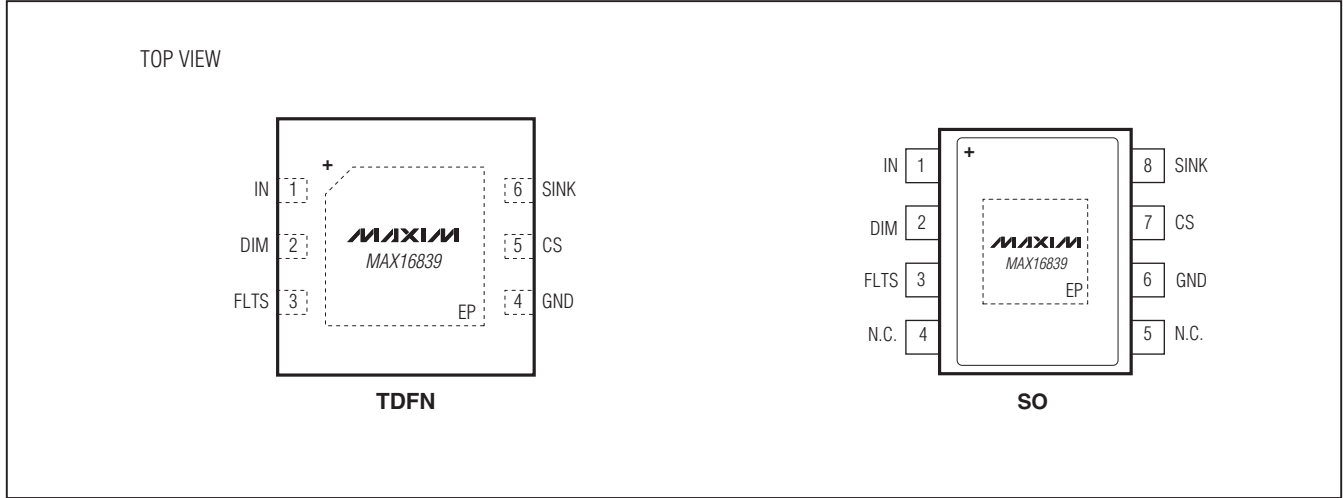 TOP VIEW
+
IN 1
DIM 2
FLTS 3
6 SINK
5 CS
4 GND
MAXIM
MAX16839
EP
TDFN
+
IN 1
DIM 2
FLTS 3
N.C. 4
8 SINK
7 CS
6 GND
5 N.C.
MAXIM
MAX16839
EP
SO